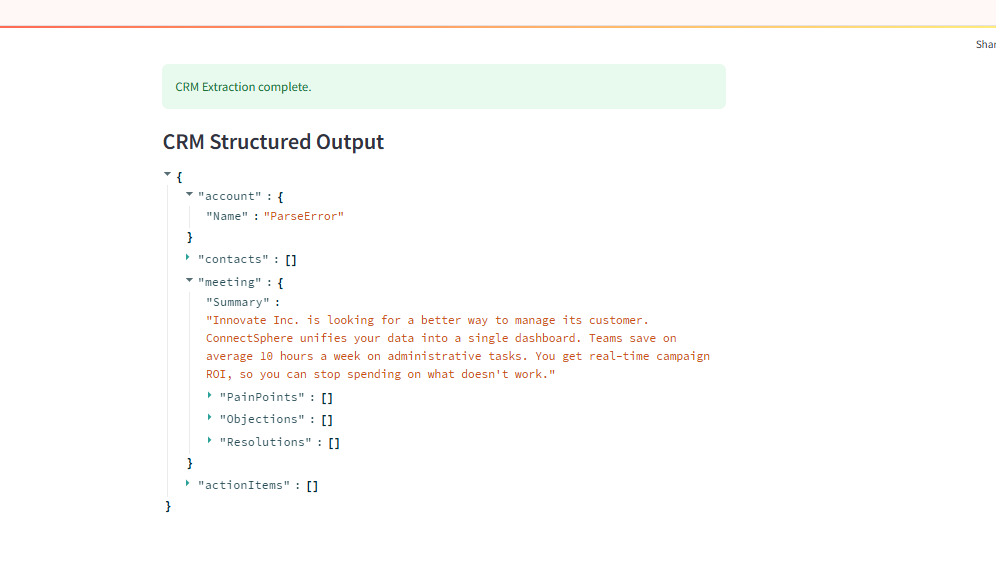 Shar
CRM Extraction complete.
CRM Structured Output
{
"account" : {
"Name" : "ParseError"
}
"contacts" : []
"meeting" : {
"Summary" :
"Innovate Inc. is looking for a better way to manage its customer.
ConnectSphere unifies your data into a single dashboard. Teams save on
average 10 hours a week on administrative tasks. You get real-time campaign
ROI, so you can stop spending on what doesn't work."
"PainPoints" : []
"Objections" : []
"Resolutions" : []
}
"actionItems" : []
}